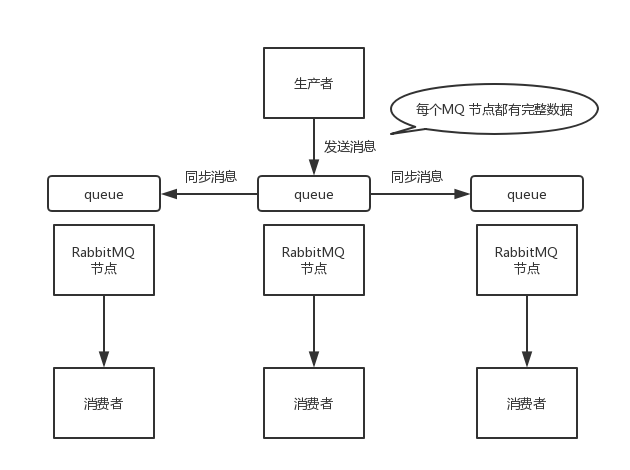 生产者
每个MQ 节点都有完整数据
发送消息
同步消息
同步消息
queue
queue
queue
RabbitMQ
节点
RabbitMQ
节点
RabbitMQ
节点
消费者
消费者
消费者